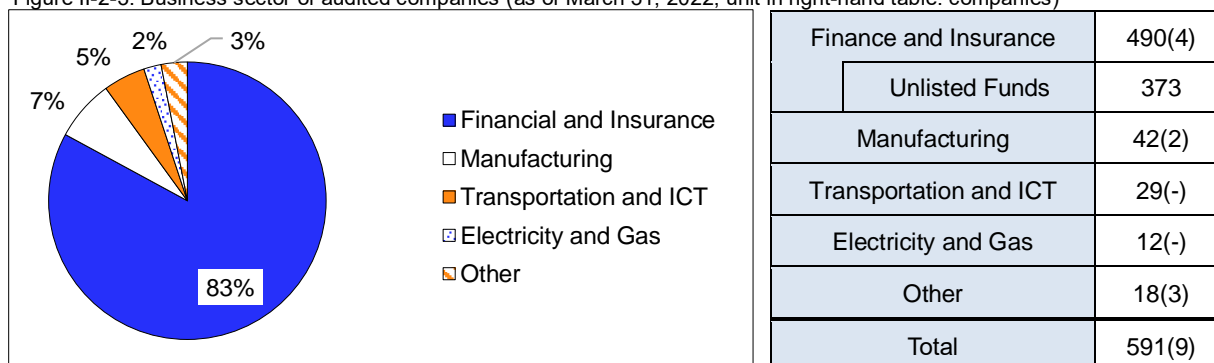 Figure II-2-3. Business sector of audited companies (as of March 31, 2022, unit in right-hand table: companies)
2%
3%
5%
7%
83%
Financial and Insurance
Manufacturing
Transportation and ICT
Electricity and Gas
Other
Finance and Insurance 490(4)
Unlisted Funds 373
Manufacturing 42(2)
Transportation and ICT 29(-)
Electricity and Gas 12(-)
Other 18(3)
Total 591(9)